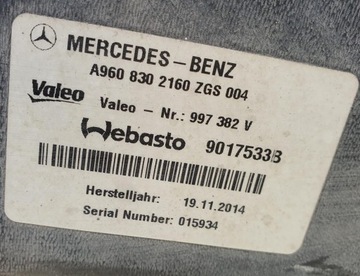 MERCEDES-BENZ
A960 830 2160 ZGS 004
Valeo Valeo - Nr.: 997 382 V
Webasto 9017533B
Herstelljahr: 19.11.2014
Serial Number: 015934